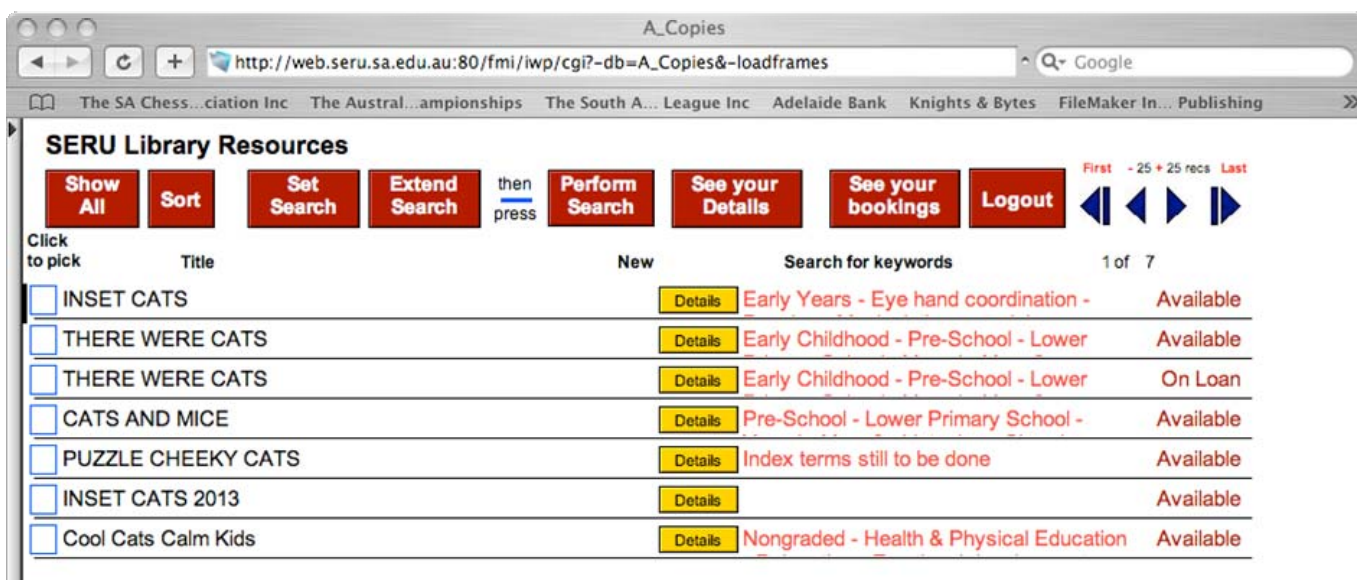 A_Copies
http://web.seru.sa.edu.au:80/fmi/iwp/cgi?-db=A_Copies&-loadframes
Google
The SA Chess...ciation Inc The Austral...ampionships The South A... League Inc Adelaide Bank Knights & Bytes FileMaker In... Publishing
SERU Library Resources
Show All Sort Set Search Extend Search then press Perform Search See your Details See your bookings Logout First - 25 + 25 recs Last
Click to pick Title New Search for keywords 1 of 7
INSET CATS Details Early Years - Eye hand coordination - Available
THERE WERE CATS Details Early Childhood - Pre-School - Lower Available
THERE WERE CATS Details Early Childhood - Pre-School - Lower On Loan
CATS AND MICE Details Pre-School - Lower Primary School - Available
PUZZLE CHEEKY CATS Details Index terms still to be done Available
INSET CATS 2013 Details Available
Cool Cats Calm Kids Details Nongraded - Health & Physical Education Available